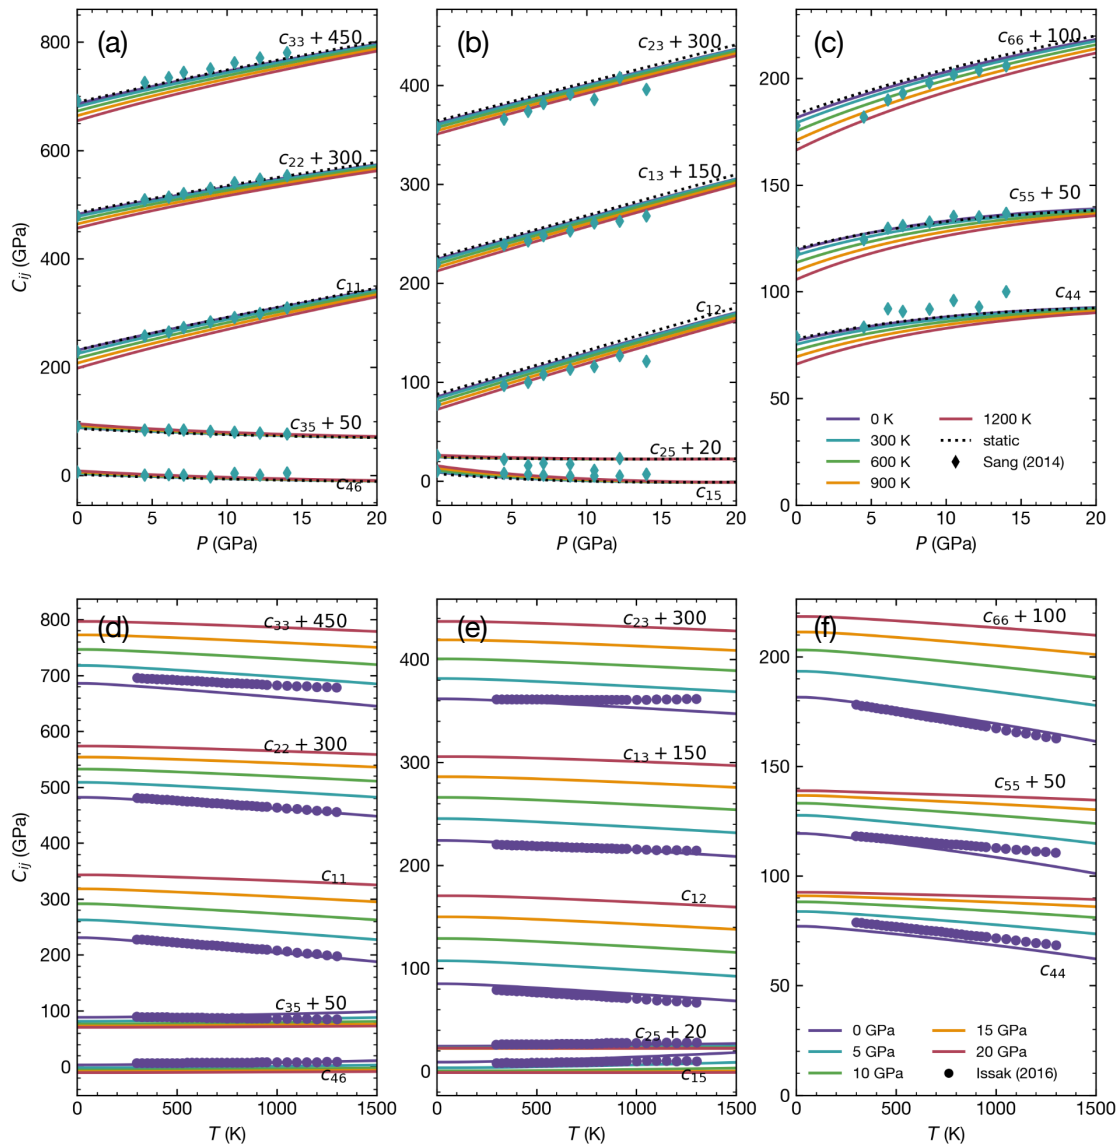 (a)
c33 + 450
c22 + 300
c11
c35 + 50
c46
800
600
400
200
0
Cij (GPa)
0 5 10 15 20
P (GPa)
(b)
c23 + 300
c13 + 150
c12
c25 + 20
c15
400
300
200
100
0
0 5 10 15 20
P (GPa)
(c)
c66 + 100
c55 + 50
c44
200
150
100
50
0
0 K 1200 K
300 K static
600 K Sang (2014)
900 K
0 5 10 15 20
P (GPa)
(d)
c33 + 450
c22 + 300
c11
c35 + 50
c46
800
700
600
500
400
300
200
100
0
Cij (GPa)
0 500 1000 1500
T (K)
(e)
c23 + 300
c13 + 150
c12
c25 + 20
c15
400
300
200
100
0
0 500 1000 1500
T (K)
(f)
c66 + 100
c55 + 50
c44
200
150
100
50
0
0 GPa 15 GPa
5 GPa 20 GPa
10 GPa Issak (2016)
0 500 1000 1500
T (K)